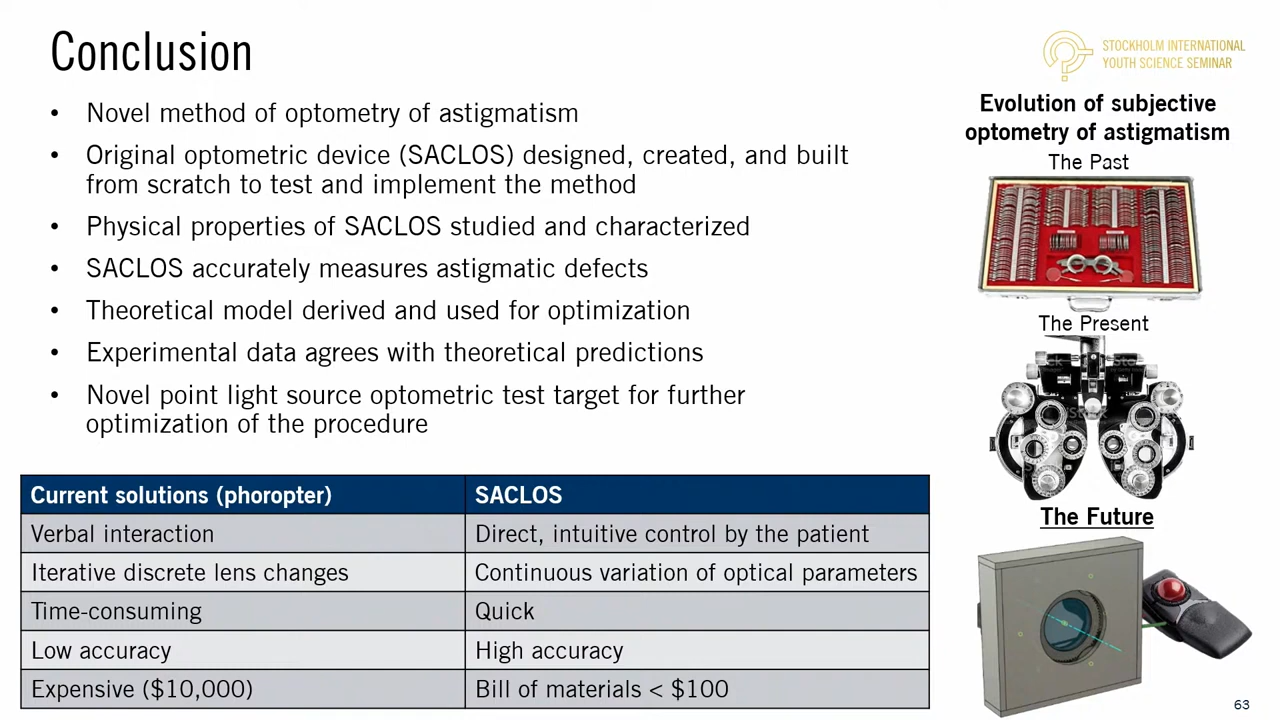 Conclusion
STOCKHOLM INTERNATIONAL
YOUTH SCIENCE SEMINAR
• Novel method of optometry of astigmatism
• Original optometric device (SACLOS) designed, created, and built
from scratch to test and implement the method
• Physical properties of SACLOS studied and characterized
• SACLOS accurately measures astigmatic defects
• Theoretical model derived and used for optimization
• Experimental data agrees with theoretical predictions
• Novel point light source optometric test target for further
optimization of the procedure
Current solutions (phoropter) SACLOS
Verbal interaction Direct, intuitive control by the patient
Iterative discrete lens changes Continuous variation of optical parameters
Time-consuming Quick
Low accuracy High accuracy
Expensive ($10,000) Bill of materials < $100
Evolution of subjective
optometry of astigmatism
The Past
The Present
The Future
63